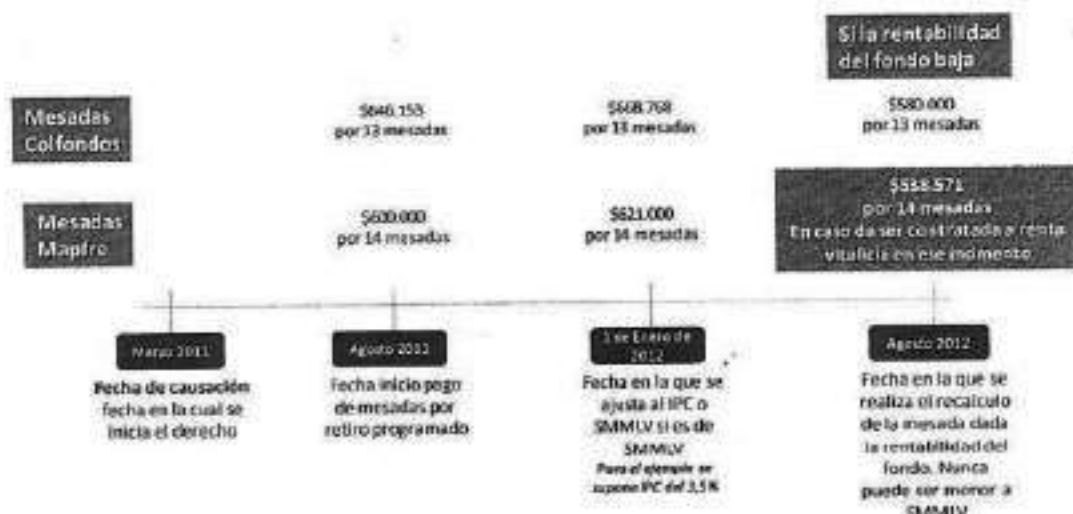 Si la rentabilidad
del fondo baja
Mesadas
Colfondos
$646.153
por 13 mesadas
$668.768
por 13 mesadas
$580.000
por 13 mesadas
Mesadas
Mapfre
$600.000
por 14 mesadas
$621.000
por 14 mesadas
$538.571
por 14 mesadas
En caso de ser contratada a renta
vitalicia en ese momento
Marzo 2011
Fecha de causación
fecha en la cual se
inicia el derecho
Agosto
Fecha inicio pago
de mesadas por
retiro programado
1 de Enero de
2012
Fecha en la que se
ajusta al IPC o
SMMLV si es de
SMMLV
Para el ejemplo se
supone IPC del 3,5%
Agosto 2012
Fecha en la que se
realiza el recalculo
de la mesada dada
la rentabilidad del
fondo. Nunca
puede ser menor a
SMMLV